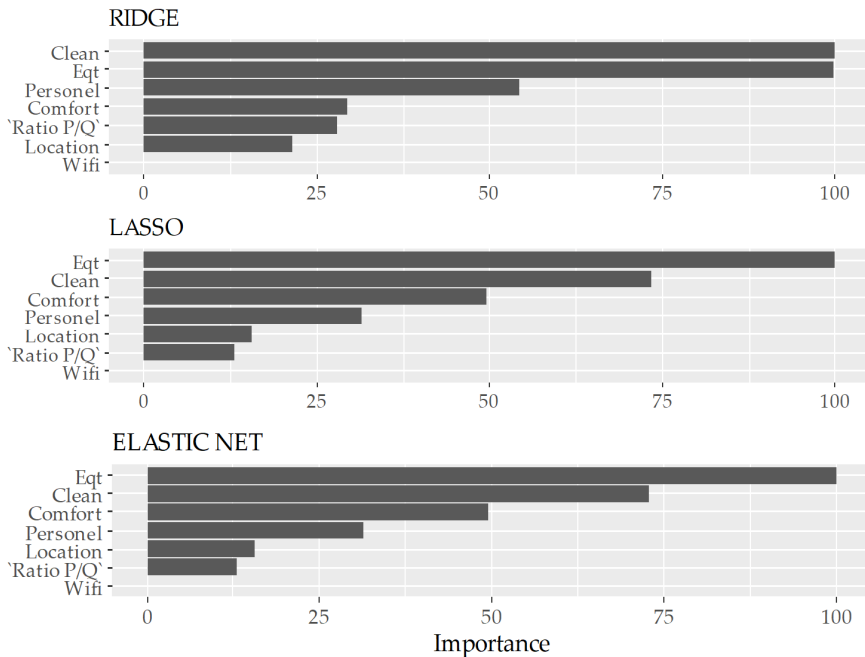 RIDGE
Clean
Eqt
Personel
Comfort
`Ratio P/Q`
Location
Wifi
0 25 50 75 100
LASSO
Eqt
Clean
Comfort
Personel
Location
`Ratio P/Q`
Wifi
0 25 50 75 100
ELASTIC NET
Eqt
Clean
Comfort
Personel
Location
`Ratio P/Q`
Wifi
0 25 50 75 100
Importance